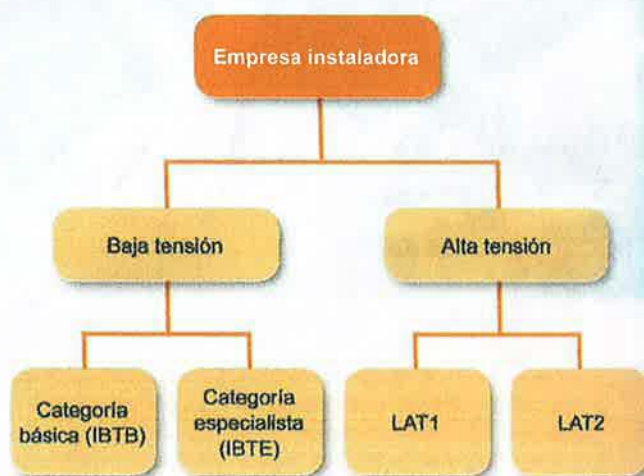 Empresa instaladora
Baja tensión
Alta tensión
Categoría
básica (IBTB)
Categoría
especialista
(IBTE)
LAT1
LAT2